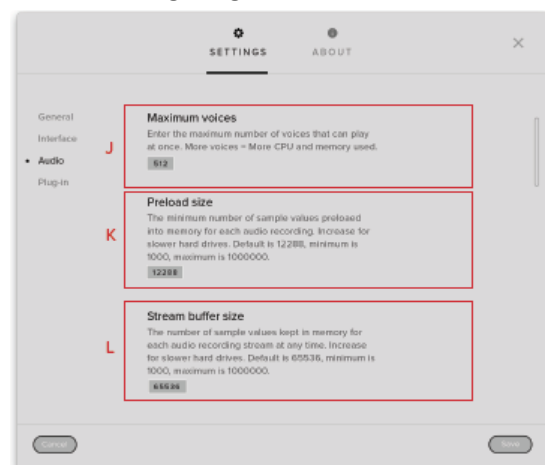 SETTINGS ABOUT
General
Interface
Audio
Plug-in
J
Maximum voices
Enter the maximum number of voices that can play
at once. More voices = More CPU and memory used.
512
K
Preload size
The minimum number of sample values preloaed
into memory for each audio recording. Increase for
slower hard drives. Default is 12288, minimum is
1000, maximum is 1000000.
12288
L
Stream buffer size
The number of sample values kept in memory for
each audio recording stream at any time. Increase
for slower hard drives. Default is 65536, minimum is
1000, maximum is 1000000.
65536
Cancel Save